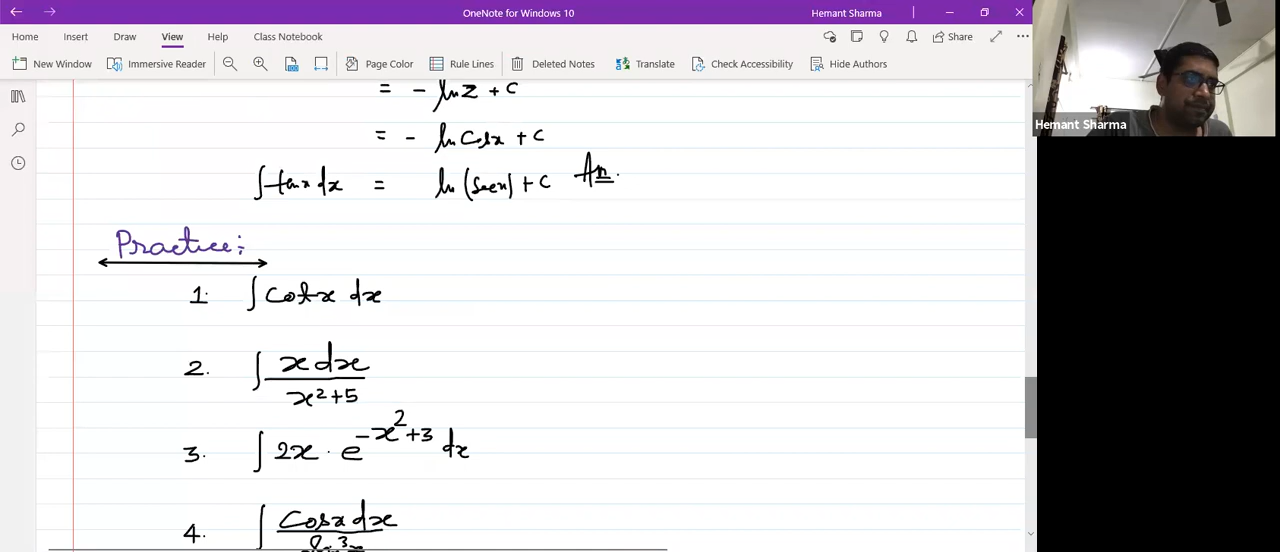 OneNote for Windows 10
Hemant Sharma
Home Insert Draw View Help Class Notebook
Share
New Window Immersive Reader Page Color Rule Lines Deleted Notes Translate Check Accessibility Hide Authors
Hemant Sharma
= - ln z + c
= - ln Cosx + c
∫ tanx dx = ln (secx) + c An.
Practice:
1. ∫ Cotx dx
2. ∫ x dx / x²+5
3. ∫ 2x · e^(-x²+3) dx
4. ∫ Cosx dx